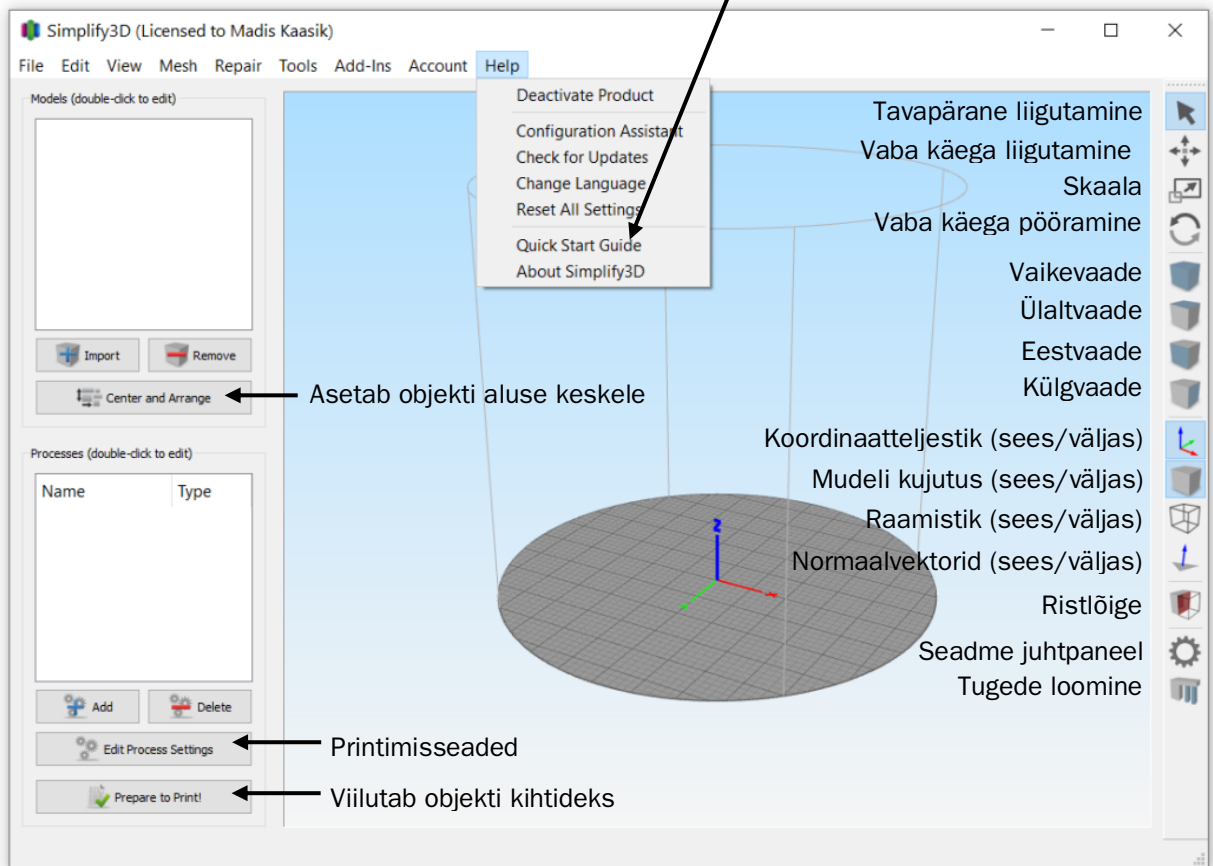 Simplify3D (Licensed to Madis Kaasik)
File Edit View Mesh Repair Tools Add-Ins Account Help
Models (double-click to edit)
Import Remove
Center and Arrange
Processes (double-click to edit)
Name Type
Add Delete
Edit Process Settings
Prepare to Print!
Deactivate Product
Configuration Assistant
Check for Updates
Change Language
Reset All Settings
Quick Start Guide
About Simplify3D
Asetab objekti aluse keskele
Printimisseaded
Viilutab objekti kihtideks
z
x
Tavapärane liigutamine
Vaba käega liigutamine
Skaala
Vaba käega pööramine
Vaikevaade
Ülaltvaade
Eestvaade
Külgvaade
Koordinaatteljestik (sees/väljas)
Mudeli kujutus (sees/väljas)
Raamistik (sees/väljas)
Normaalvektorid (sees/väljas)
Ristlõige
Seadme juhtpaneel
Tugede loomine